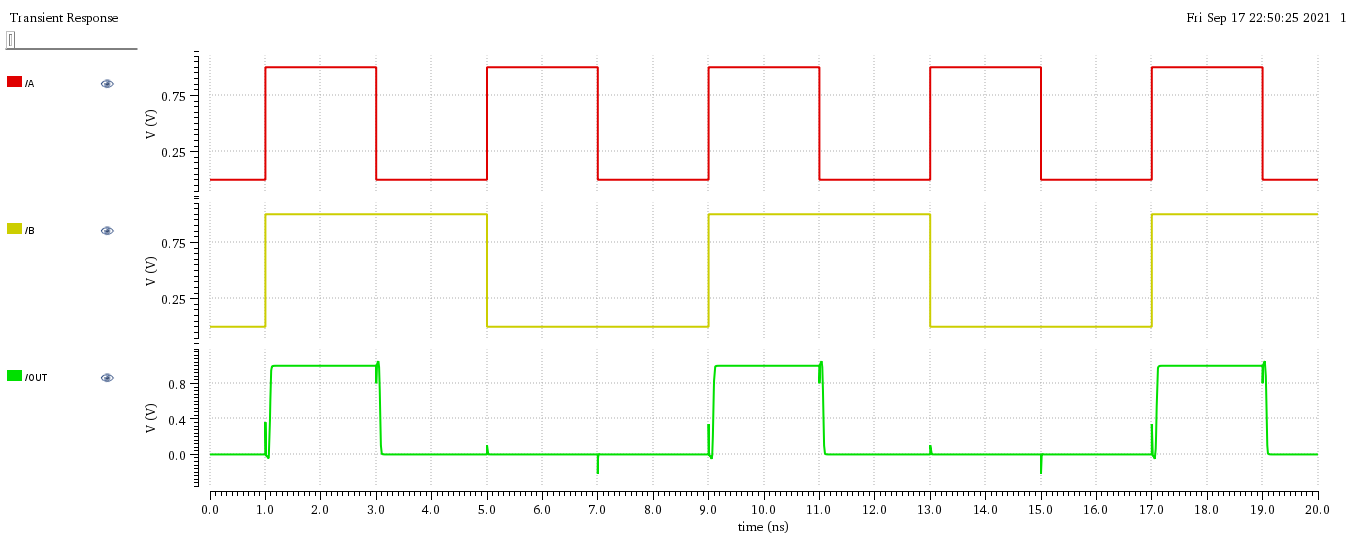 Transient Response
Fri Sep 17 22:50:25 2021 1
/A
0.75
0.25
V (V)
/B
0.75
0.25
V (V)
/OUT
0.8
0.4
0.0
V (V)
0.0 1.0 2.0 3.0 4.0 5.0 6.0 7.0 8.0 9.0 10.0 11.0 12.0 13.0 14.0 15.0 16.0 17.0 18.0 19.0 20.0
time (ns)